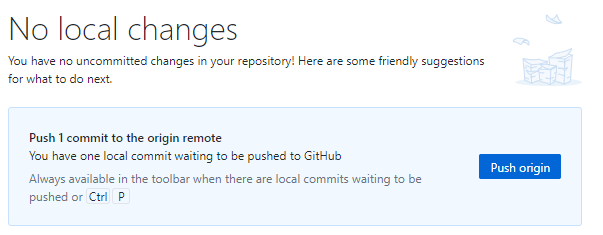 No local changes
You have no uncommitted changes in your repository! Here are some friendly suggestions
for what to do next.
Push 1 commit to the origin remote
You have one local commit waiting to be pushed to GitHub
Push origin
Always available in the toolbar when there are local commits waiting to be
pushed or Ctrl P